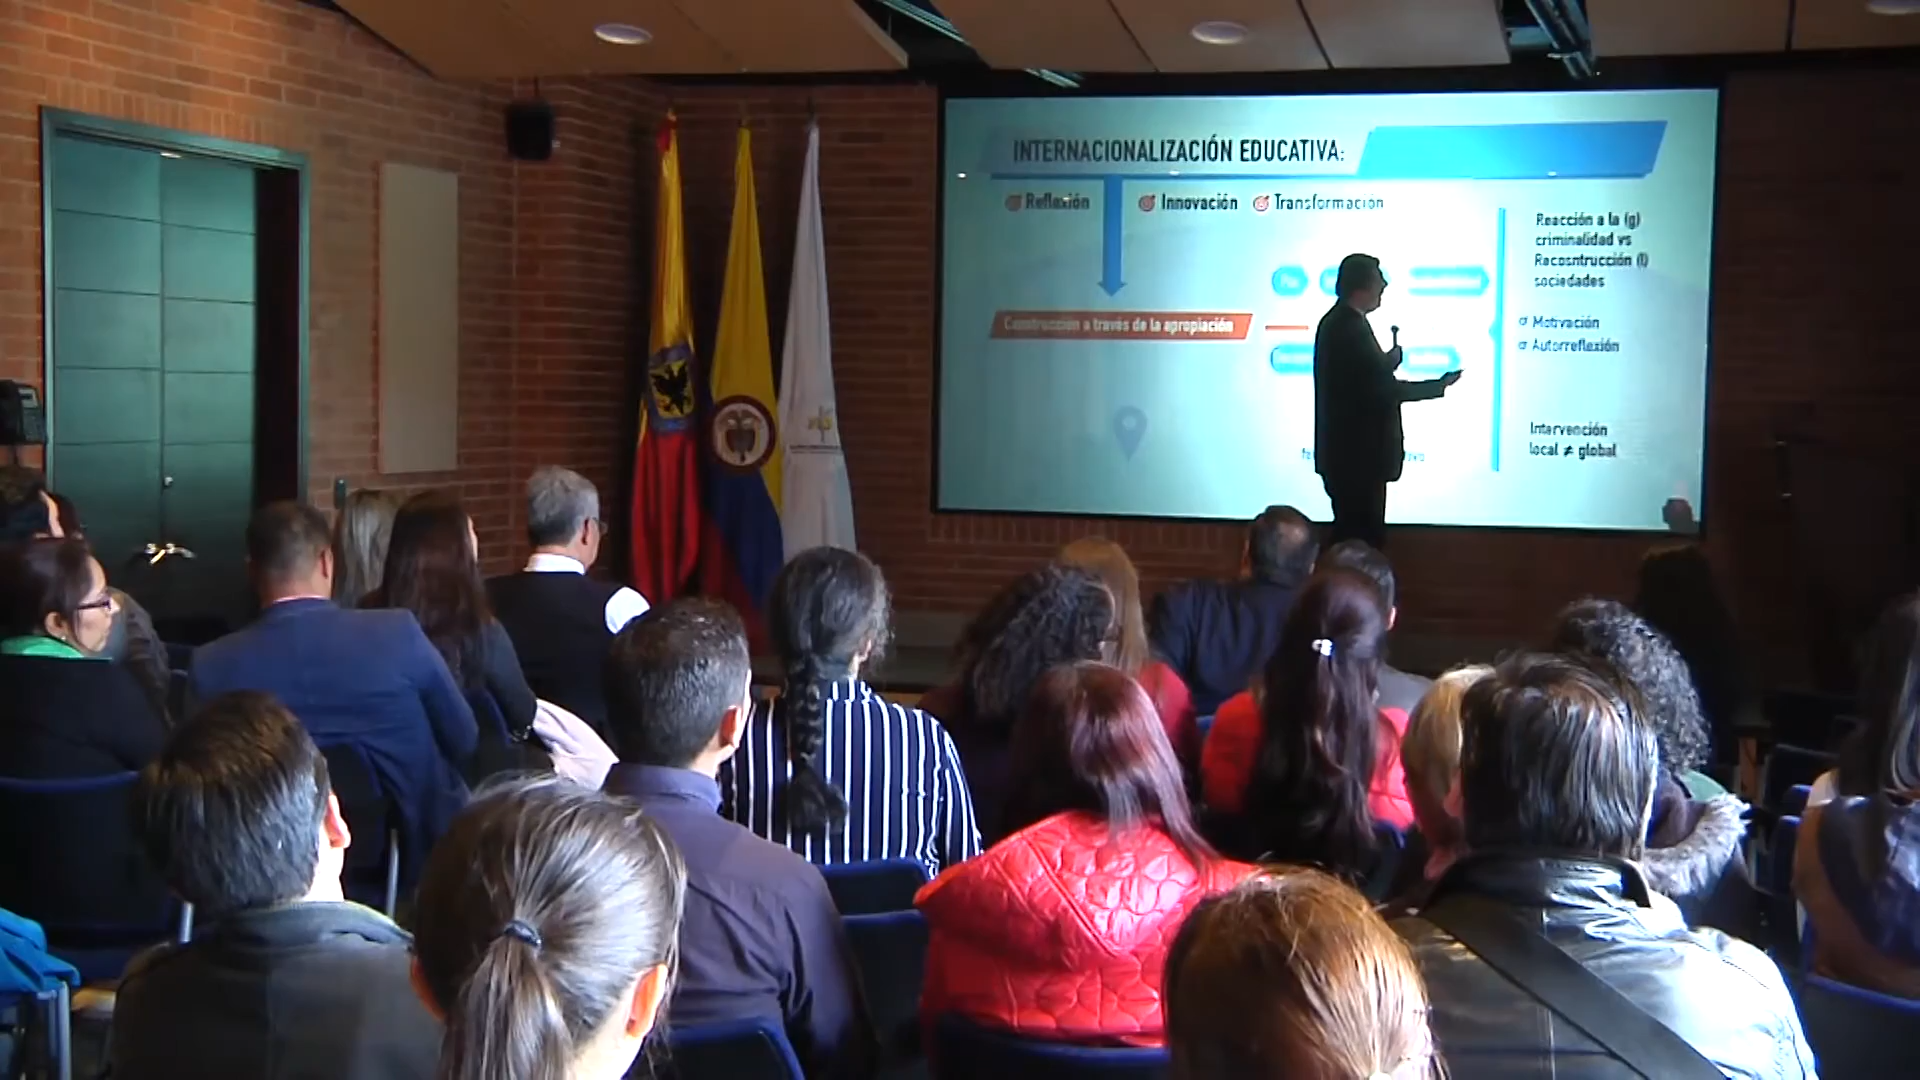 INTERNACIONALIZACIÓN EDUCATIVA:
Reflexión
Innovación
Transformación
Construcción a través de la apropiación
Reacción a la (g)
criminalidad vs
Racosntrucción (l)
sociedades
Motivación
Autorreflexión
Intervención
local ≠ global